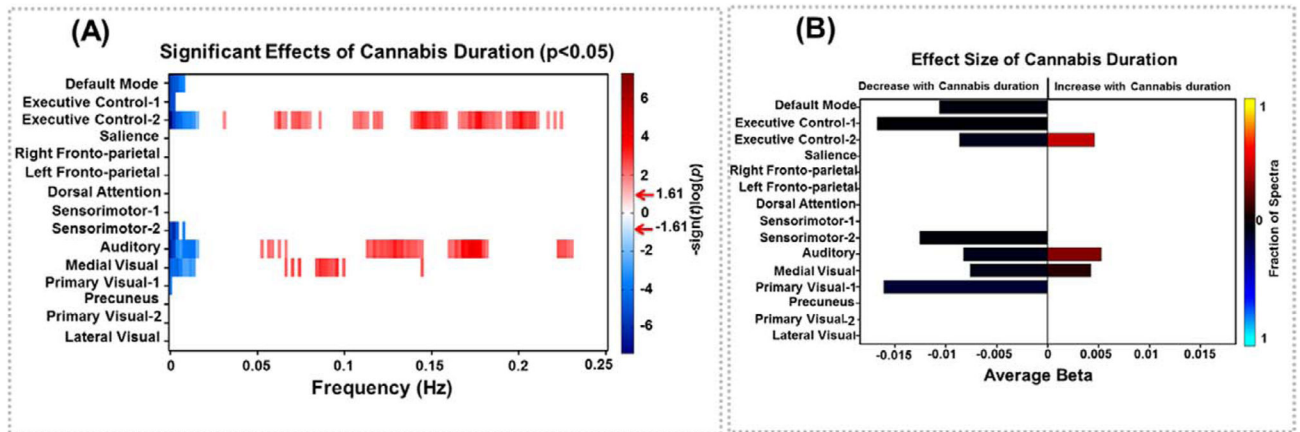 (A)
Significant Effects of Cannabis Duration (p<0.05)
Default Mode
Executive Control-1
Executive Control-2
Salience
Right Fronto-parietal
Left Fronto-parietal
Dorsal Attention
Sensorimotor-1
Sensorimotor-2
Auditory
Medial Visual
Primary Visual-1
Precuneus
Primary Visual-2
Lateral Visual
0 0.05 0.1 0.15 0.2 0.25
Frequency (Hz)
6
4
2
1.61
0
-1.61
-2
-4
-6
-sign(t)log(p)
(B)
Effect Size of Cannabis Duration
Decrease with Cannabis duration Increase with Cannabis duration
Default Mode
Executive Control-1
Executive Control-2
Salience
Right Fronto-parietal
Left Fronto-parietal
Dorsal Attention
Sensorimotor-1
Sensorimotor-2
Auditory
Medial Visual
Primary Visual-1
Precuneus
Primary Visual-2
Lateral Visual
-0.015 -0.01 -0.005 0 0.005 0.01 0.015
Average Beta
1
0
1
Fraction of Spectra